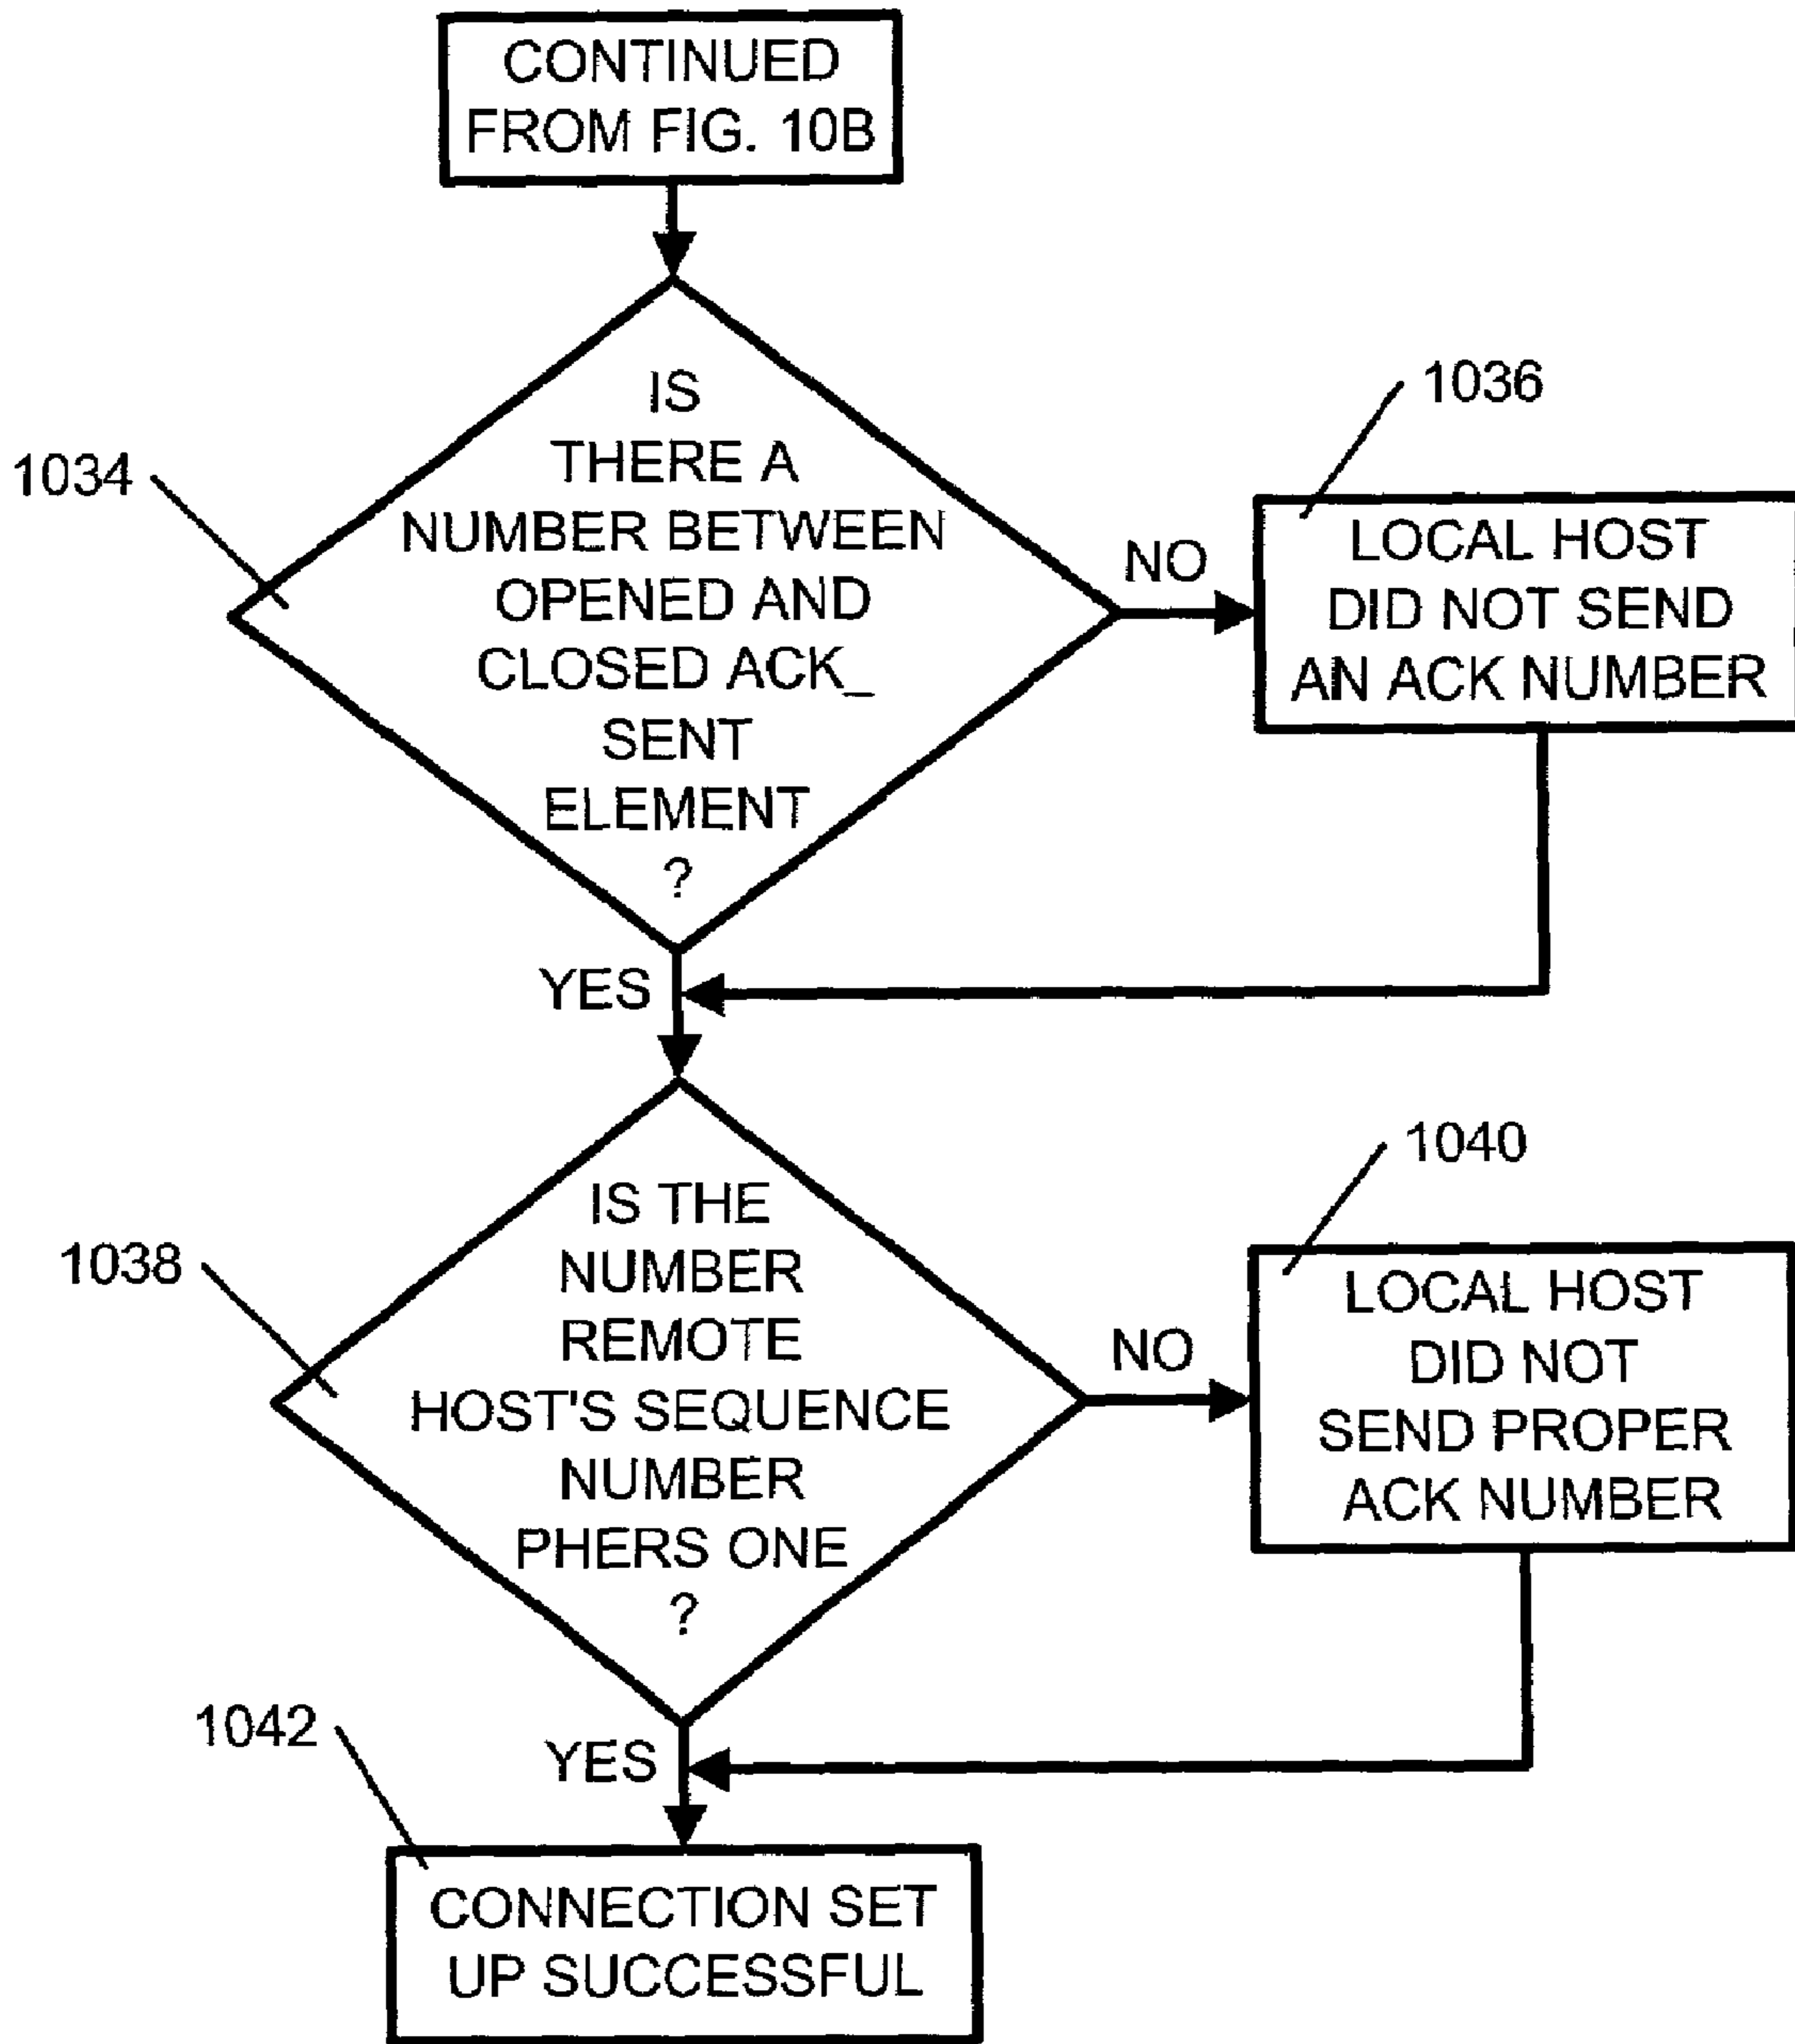 CONTINUED
FROM FIG. 10B
1034
IS
THERE A
NUMBER BETWEEN
OPENED AND
CLOSED ACK_
SENT
ELEMENT
?
NO
1036
LOCAL HOST
DID NOT SEND
AN ACK NUMBER
YES
1038
IS THE
NUMBER
REMOTE
HOST'S SEQUENCE
NUMBER
PHERS ONE
?
NO
1040
LOCAL HOST
DID NOT
SEND PROPER
ACK NUMBER
YES
1042
CONNECTION SET
UP SUCCESSFUL